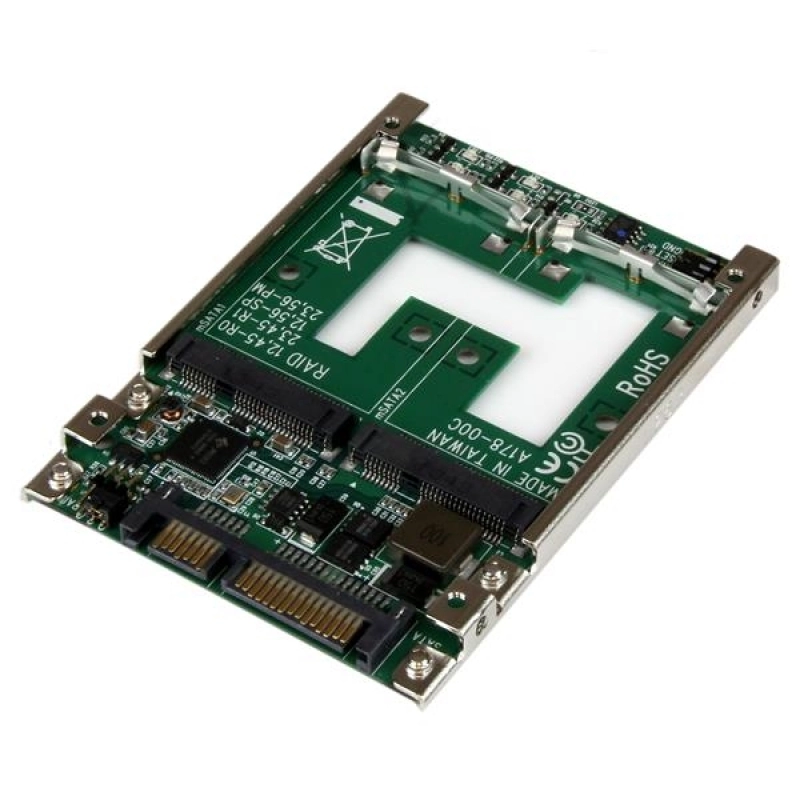 SET
GND
mSATA1
RAID 12,45-R0
23,45-R1
12,56-SP
23,56-PM
mSATA2
RoHS
CE
MADE IN TAIWAN
A178-00C
100
SATA